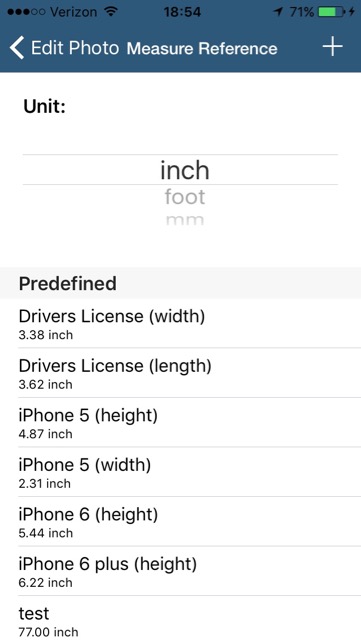 Verizon 18:54 71%
Edit Photo Measure Reference +
Unit:
inch
foot
mm
Predefined
Drivers License (width)
3.38 inch
Drivers License (length)
3.62 inch
iPhone 5 (height)
4.87 inch
iPhone 5 (width)
2.31 inch
iPhone 6 (height)
5.44 inch
iPhone 6 plus (height)
6.22 inch
test
77.00 inch